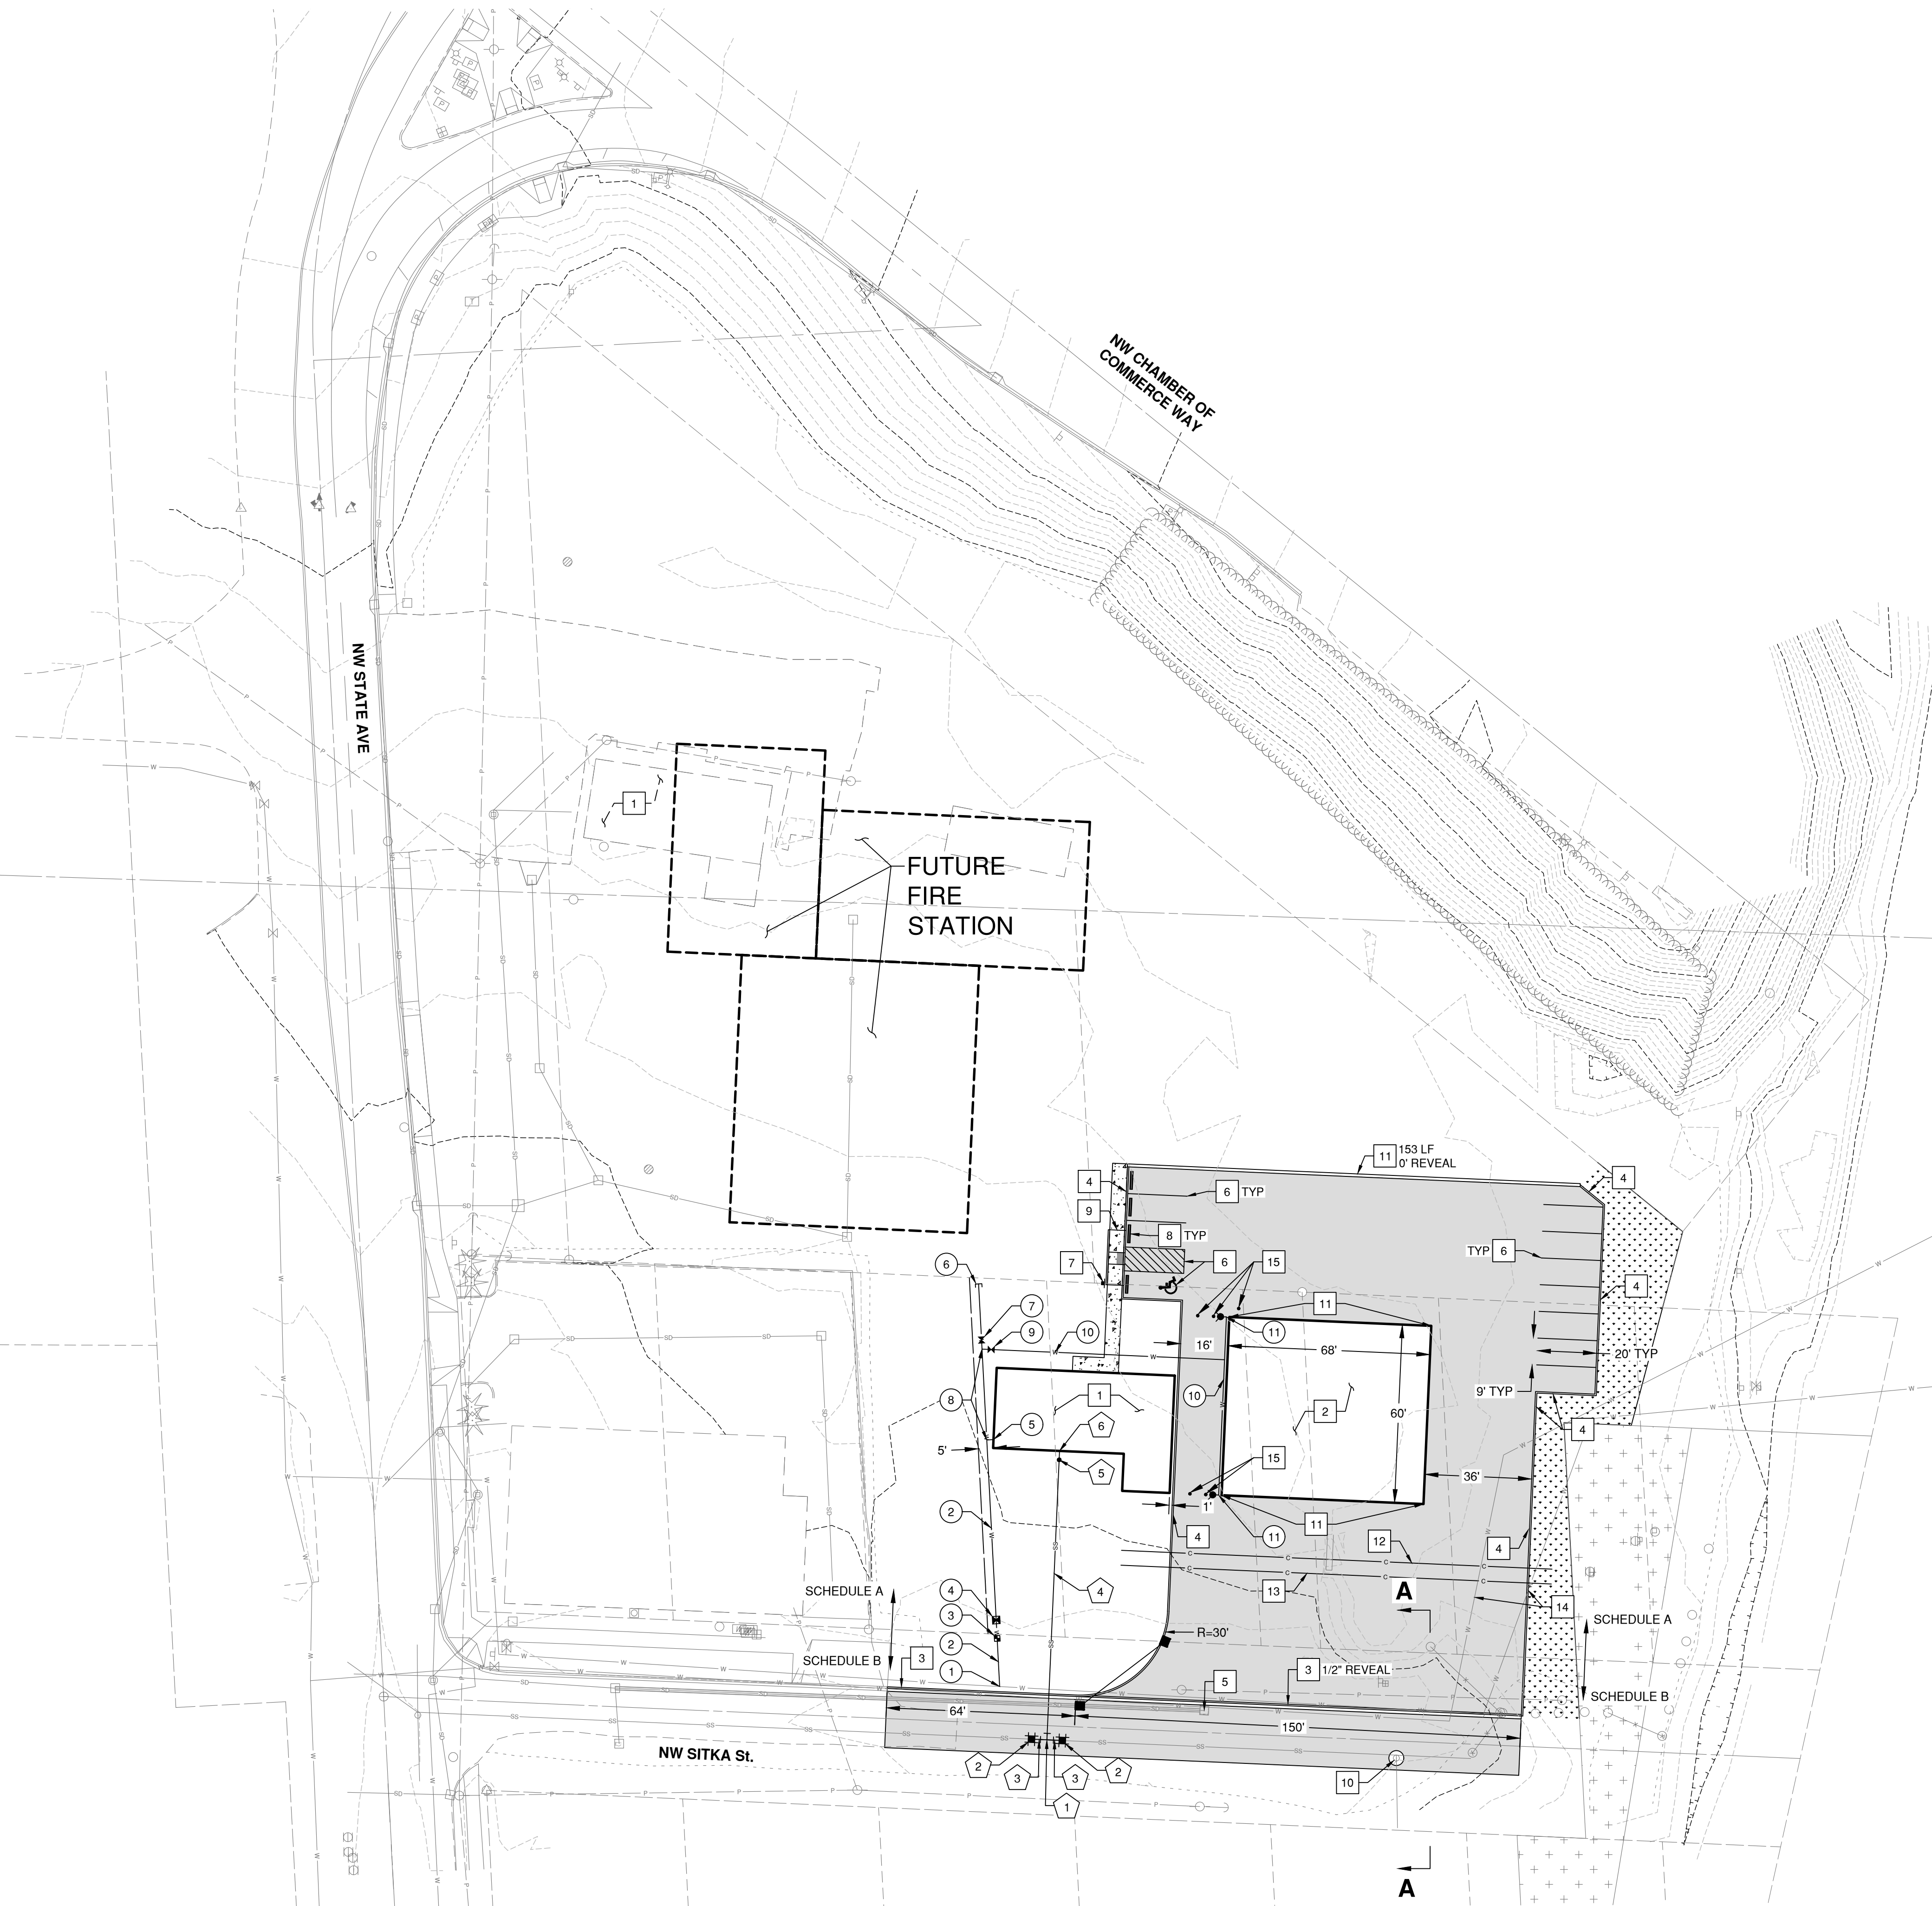 NW CHAMBER OF
COMMERCE WAY
NW STATE AVE
1
FUTURE
FIRE
STATION
11 153 LF
0' REVEAL
4
4
6 TYP
9
8 TYP
TYP 6
7
6
15
6
4
7
11
9
10
11
16'
68'
20' TYP
9' TYP
8
1
10
2
60'
5
6
4
5'
15
5
36'
1'
2
11
4
11
12
4
SCHEDULE A
4
4
13
A
14
3
SCHEDULE A
R=30'
2
SCHEDULE B
3
1
3 1/2" REVEAL
5
SCHEDULE B
64'
150'
NW SITKA St.
2
3
3
2
10
1
A